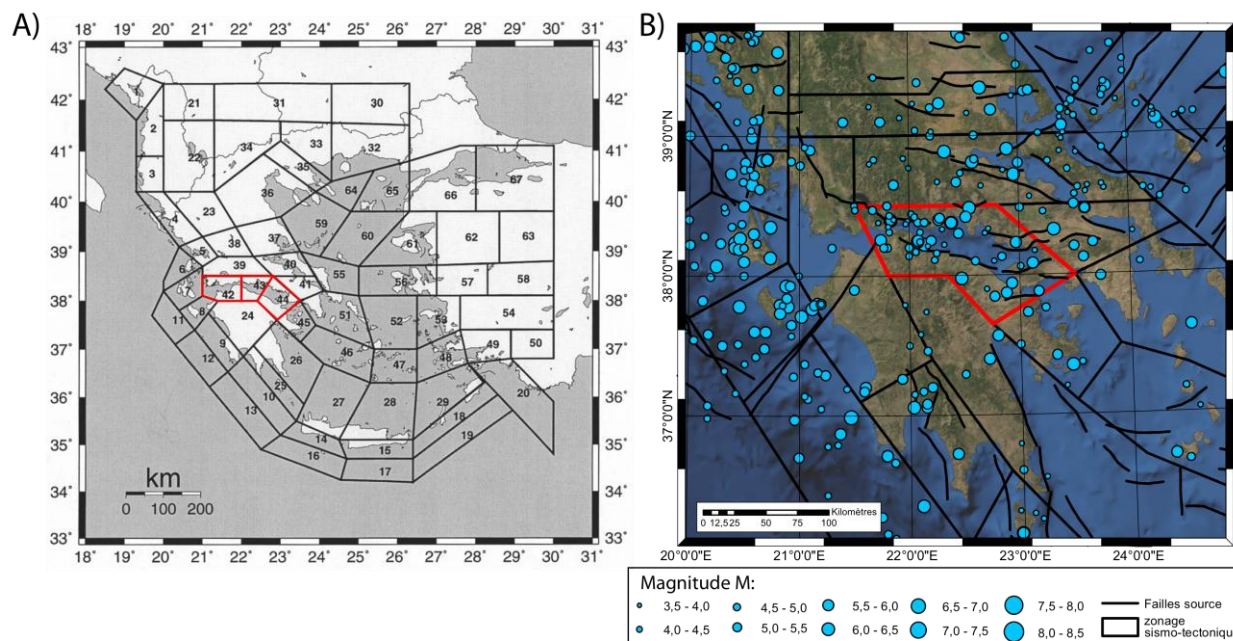 A)
18° 19° 20° 21° 22° 23° 24° 25° 26° 27° 28° 29° 30° 31°
43° 43°
42° 42°
21 31 30
2 33 32
34
41° 41°
22 35
3 64 65 67
36 66
40° 40°
4 23 59
38 37 60 61 62 63
39° 39°
5 39 40 55
6 41 56 57 58
7 42 43 44
38° 38°
11 8 24 45 51 52 53 54
37° 37°
12 9 26 46 47 48 49 50
25
36° 36°
13 10 27 28 29 18 20
35° 35°
14 15 19
16 17
34° 34°
33° 33°
km
0 100 200
18° 19° 20° 21° 22° 23° 24° 25° 26° 27° 28° 29° 30° 31°
B)
39°0'0"N
38°0'0"N
37°0'0"N
Kilomètres
0 12,525 50 75 100
20°0'0"E 21°0'0"E 22°0'0"E 23°0'0"E 24°0'0"E
Magnitude M:
3,5 - 4,0 4,5 - 5,0 5,5 - 6,0 6,5 - 7,0 7,5 - 8,0 Failles source
4,0 - 4,5 5,0 - 5,5 6,0 - 6,5 7,0 - 7,5 8,0 - 8,5 zonage
sismo-tectoniqu